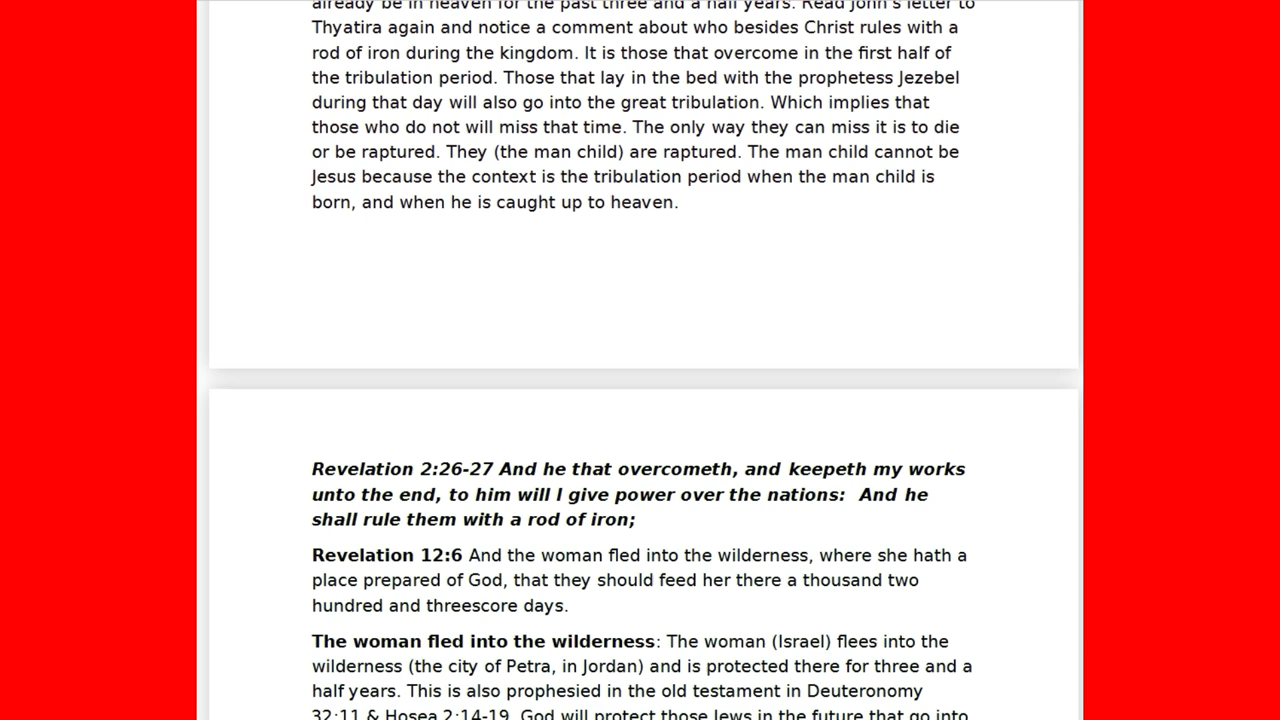 already be in heaven for the past three and a half years. Read John's letter to
Thyatira again and notice a comment about who besides Christ rules with a
rod of iron during the kingdom. It is those that overcome in the first half of
the tribulation period. Those that lay in the bed with the prophetess Jezebel
during that day will also go into the great tribulation. Which implies that
those who do not will miss that time. The only way they can miss it is to die
or be raptured. They (the man child) are raptured. The man child cannot be
Jesus because the context is the tribulation period when the man child is
born, and when he is caught up to heaven.
Revelation 2:26-27 And he that overcometh, and keepeth my works
unto the end, to him will I give power over the nations: And he
shall rule them with a rod of iron;
Revelation 12:6 And the woman fled into the wilderness, where she hath a
place prepared of God, that they should feed her there a thousand two
hundred and threescore days.
The woman fled into the wilderness: The woman (Israel) flees into the
wilderness (the city of Petra, in Jordan) and is protected there for three and a
half years. This is also prophesied in the old testament in Deuteronomy
32:11 & Hosea 2:14-19. God will protect those Jews in the future that go into